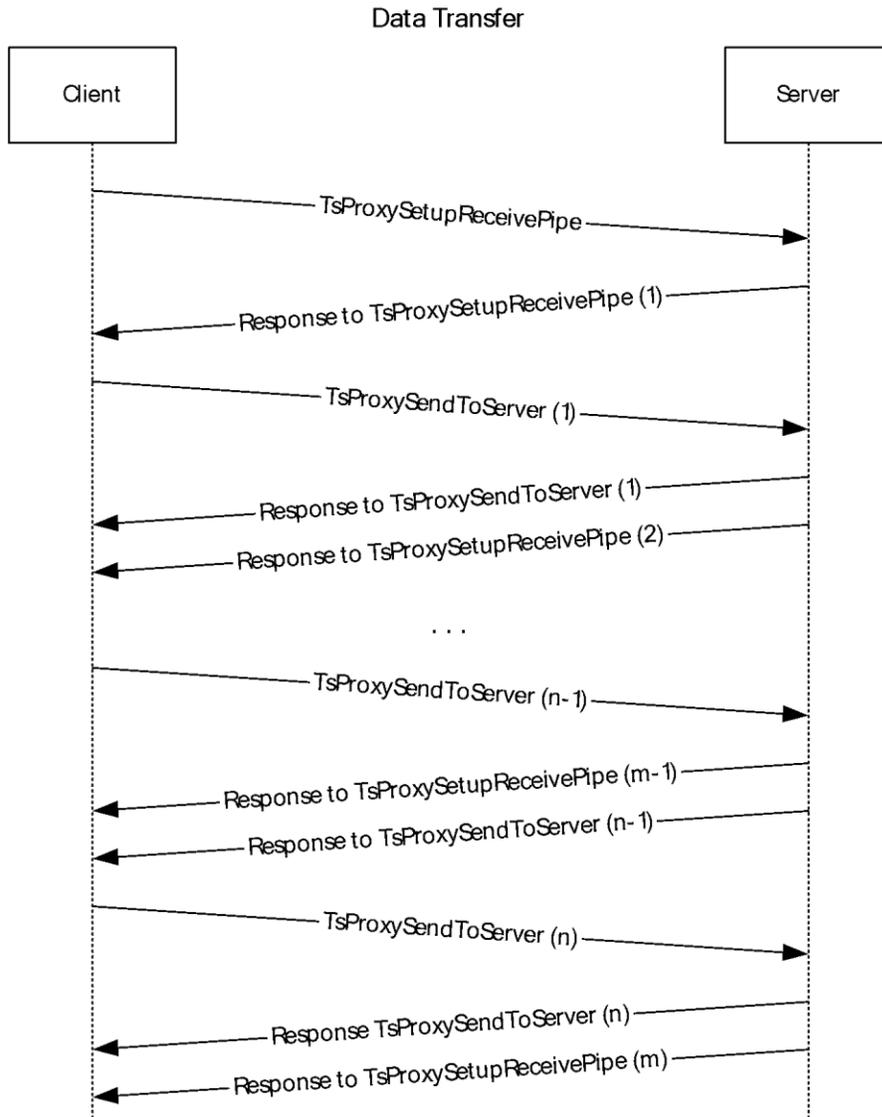 Data Transfer
Client
Server
TsProxySetupReceivePipe
Response to TsProxySetupReceivePipe (1)
TsProxySendToServer (1)
Response to TsProxySendToServer (1)
Response to TsProxySetupReceivePipe (2)
. . .
TsProxySendToServer (n-1)
Response to TsProxySetupReceivePipe (m-1)
Response to TsProxySendToServer (n-1)
TsProxySendToServer (n)
Response TsProxySendToServer (n)
Response to TsProxySetupReceivePipe (m)